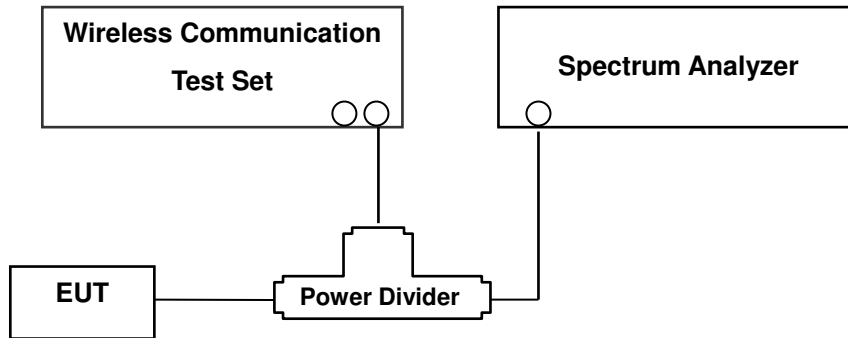 Wireless Communication
Test Set
Spectrum Analyzer
EUT
Power Divider